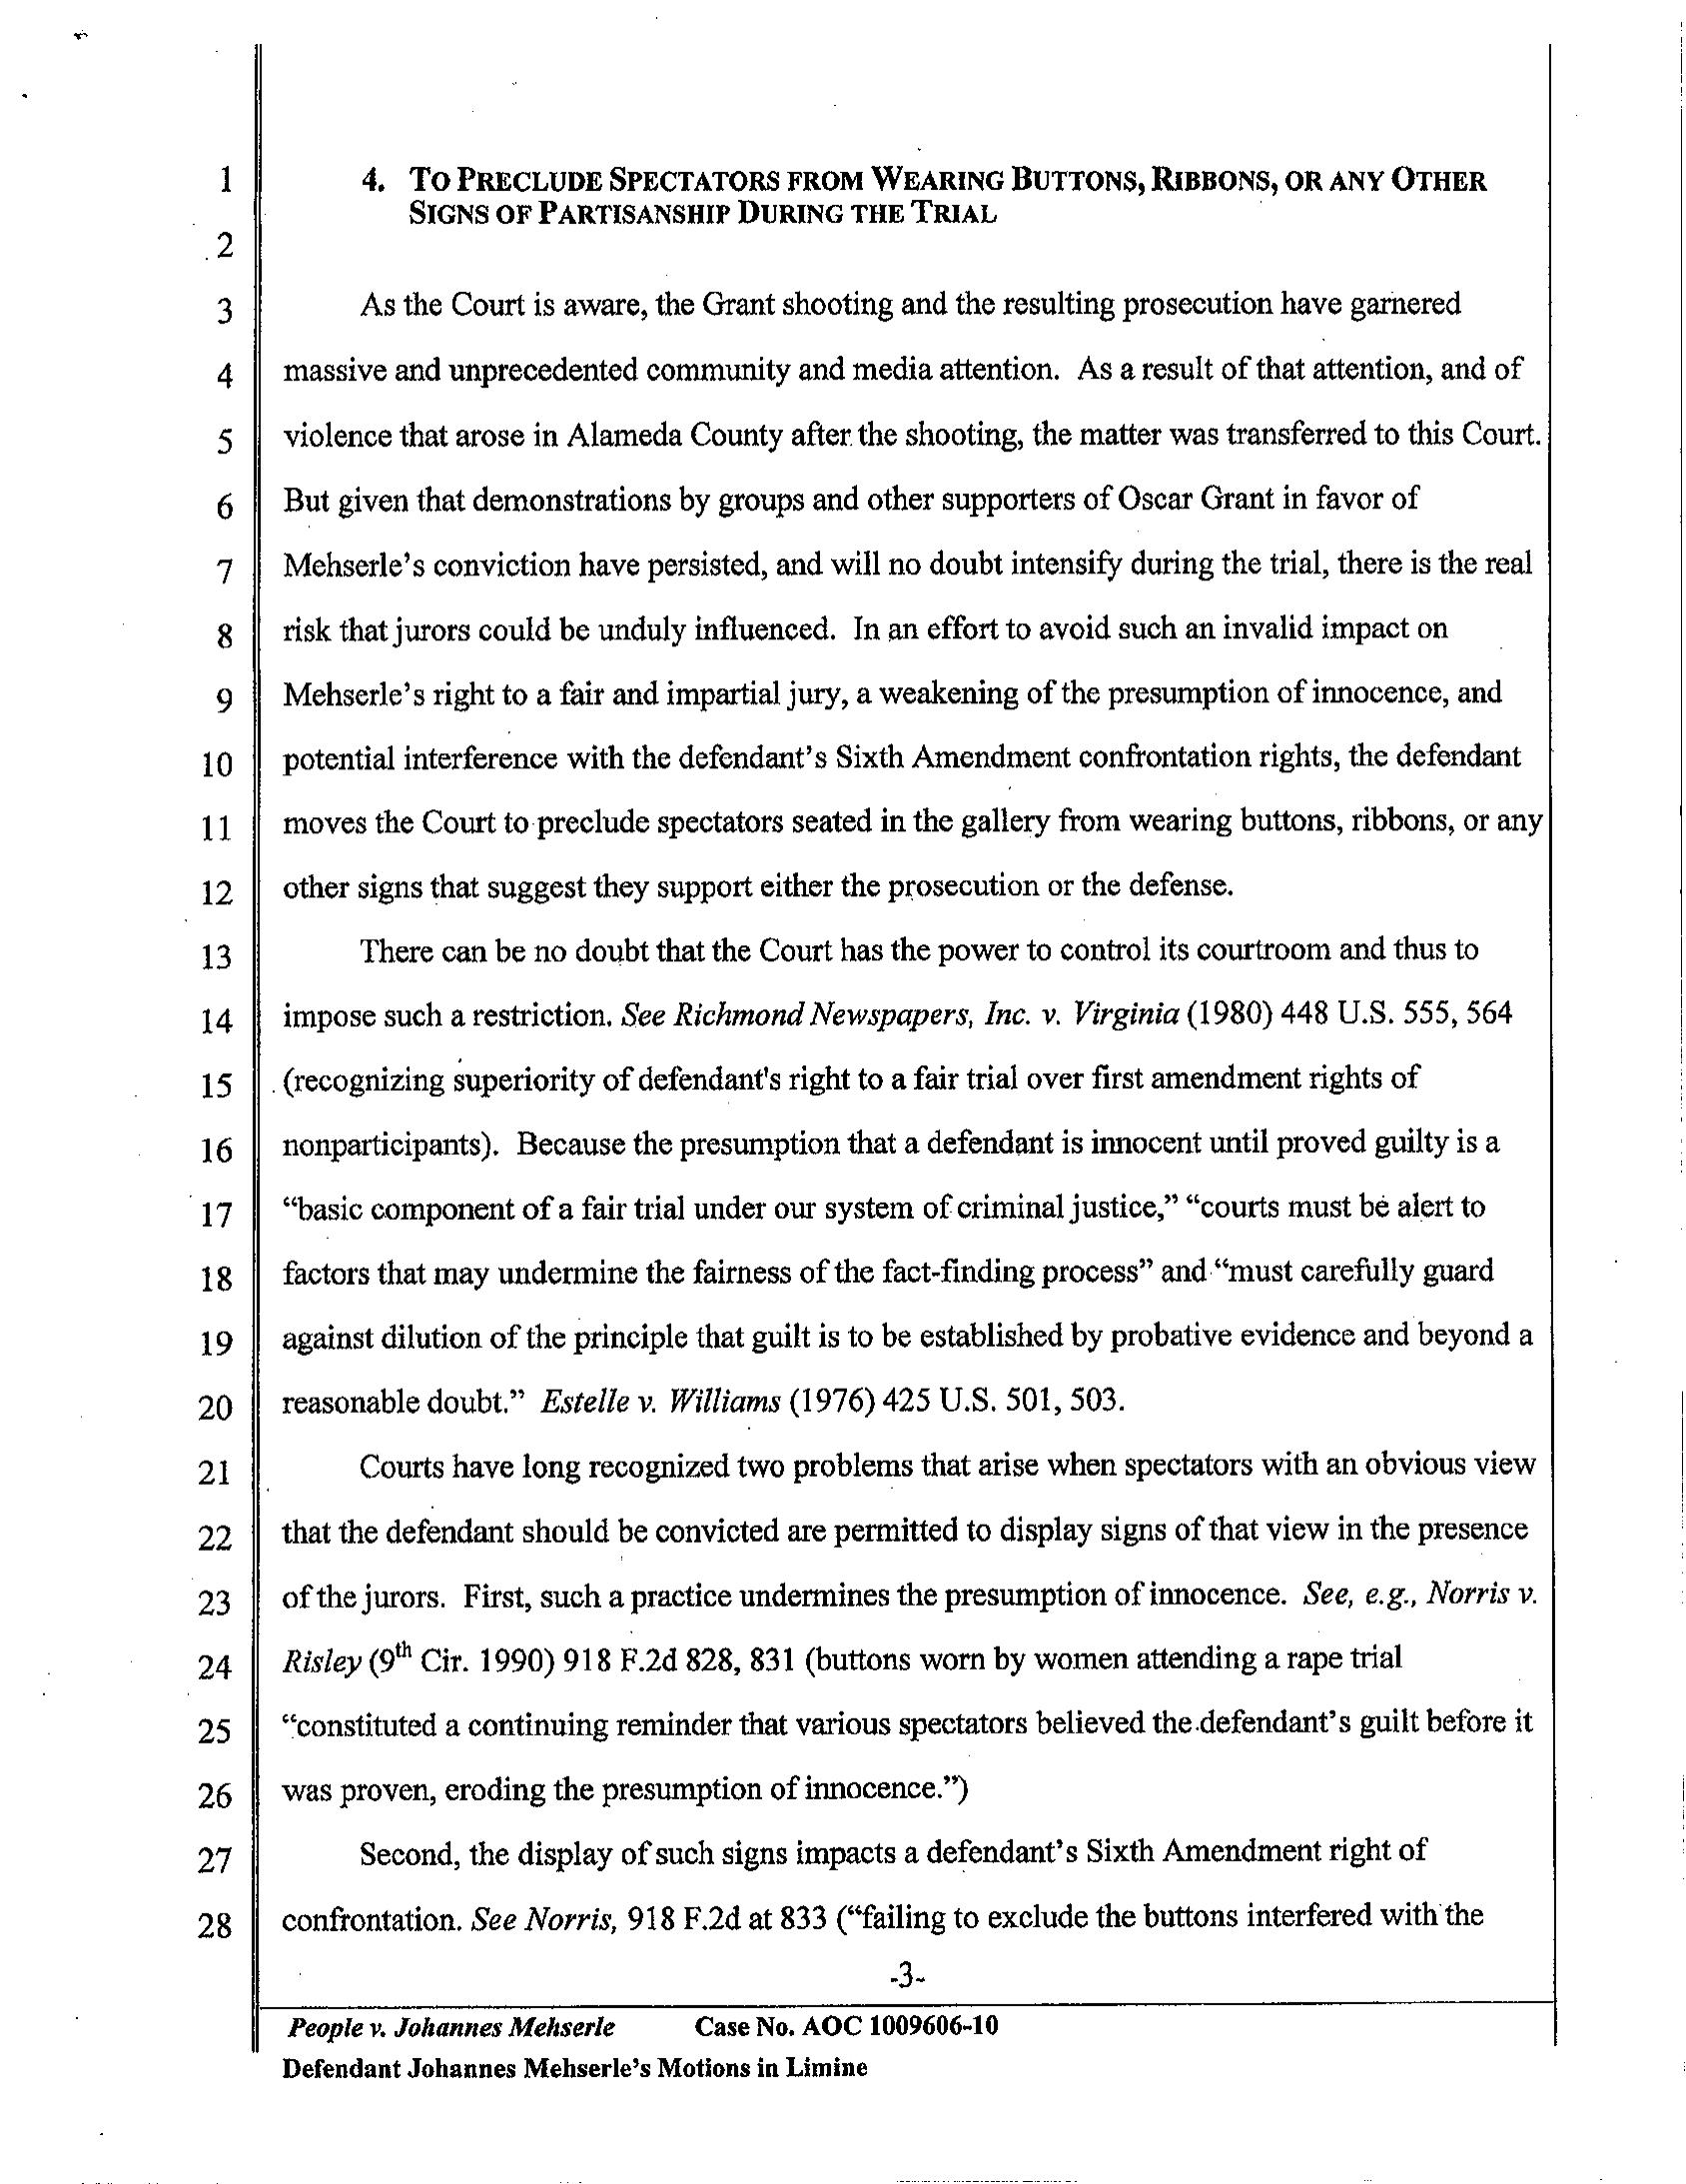 1 4. TO PRECLUDE SPECTATORS FROM WEARING BUTTONS, RIBBONS, OR ANY OTHER
SIGNS OF PARTISANSHIP DURING THE TRIAL
2
3 As the Court is aware, the Grant shooting and the resulting prosecution have garnered
4 massive and unprecedented community and media attention. As a result of that attention, and of
5 violence that arose in Alameda County after the shooting, the matter was transferred to this Court.
6 But given that demonstrations by groups and other supporters of Oscar Grant in favor of
7 Mehserle's conviction have persisted, and will no doubt intensify during the trial, there is the real
8 risk that jurors could be unduly influenced. In an effort to avoid such an invalid impact on
9 Mehserle's right to a fair and impartial jury, a weakening of the presumption of innocence, and
10 potential interference with the defendant's Sixth Amendment confrontation rights, the defendant
11 moves the Court to preclude spectators seated in the gallery from wearing buttons, ribbons, or any
12 other signs that suggest they support either the prosecution or the defense.
13 There can be no doubt that the Court has the power to control its courtroom and thus to
14 impose such a restriction. See Richmond Newspapers, Inc. v. Virginia (1980) 448 U.S. 555, 564
15 (recognizing superiority of defendant's right to a fair trial over first amendment rights of
16 nonparticipants). Because the presumption that a defendant is innocent until proved guilty is a
17 “basic component of a fair trial under our system of criminal justice,” “courts must be alert to
18 factors that may undermine the fairness of the fact-finding process” and “must carefully guard
19 against dilution of the principle that guilt is to be established by probative evidence and beyond a
20 reasonable doubt.” Estelle v. Williams (1976) 425 U.S. 501, 503.
21 Courts have long recognized two problems that arise when spectators with an obvious view
22 that the defendant should be convicted are permitted to display signs of that view in the presence
23 of the jurors. First, such a practice undermines the presumption of innocence. See, e.g., Norris v.
24 Risley (9th Cir. 1990) 918 F.2d 828, 831 (buttons worn by women attending a rape trial
25 “constituted a continuing reminder that various spectators believed the defendant's guilt before it
26 was proven, eroding the presumption of innocence.”)
27 Second, the display of such signs impacts a defendant's Sixth Amendment right of
28 confrontation. See Norris, 918 F.2d at 833 (“failing to exclude the buttons interfered with the
-3-
People v. Johannes Mehserle Case No. AOC 1009606-10
Defendant Johannes Mehserle's Motions in Limine